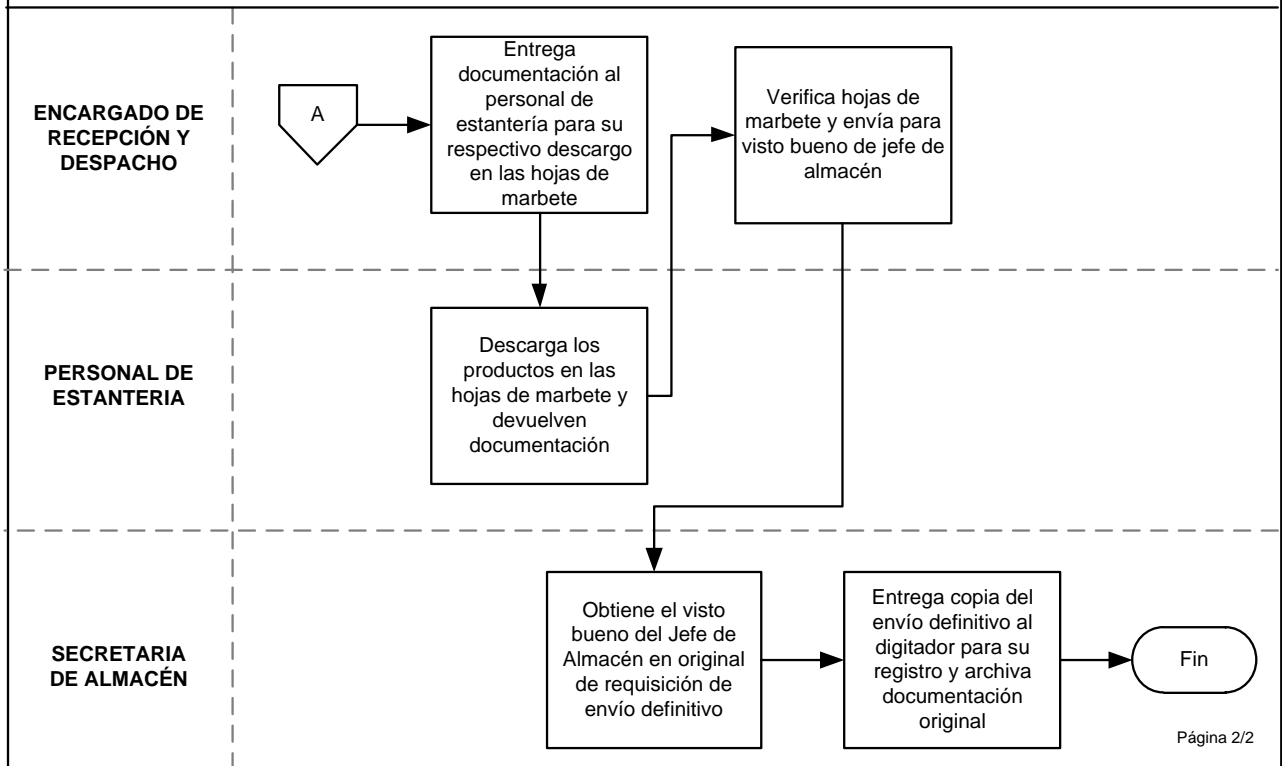 ENCARGADO DE
RECEPCIÓN Y
DESPACHO
A
Entrega
documentación al
personal de
estantería para su
respectivo descargo
en las hojas de
marbete
Verifica hojas de
marbete y envía para
visto bueno de jefe de
almacén
PERSONAL DE
ESTANTERIA
Descarga los
productos en las
hojas de marbete y
devuelven
documentación
SECRETARIA
DE ALMACÉN
Obtiene el visto
bueno del Jefe de
Almacén en original
de requisición de
envío definitivo
Entrega copia del
envío definitivo al
digitador para su
registro y archiva
documentación
original
Fin
Página 2/2